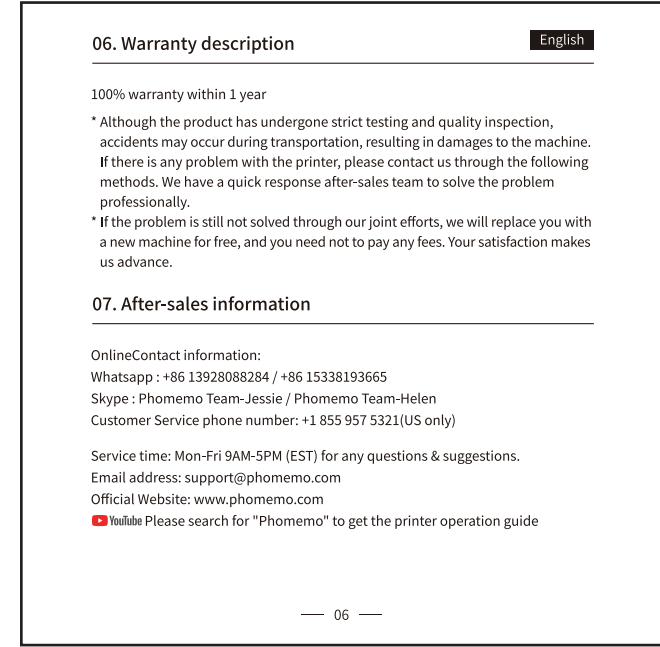 06. Warranty description
English
100% warranty within 1 year
* Although the product has undergone strict testing and quality inspection,
accidents may occur during transportation, resulting in damages to the machine.
If there is any problem with the printer, please contact us through the following
methods. We have a quick response after-sales team to solve the problem
professionally.
* If the problem is still not solved through our joint efforts, we will replace you with
a new machine for free, and you need not to pay any fees. Your satisfaction makes
us advance.
07. After-sales information
OnlineContact information:
Whatsapp : +86 13928088284 / +86 15338193665
Skype : Phomemo Team-Jessie / Phomemo Team-Helen
Customer Service phone number: +1 855 957 5321(US only)
Service time: Mon-Fri 9AM-5PM (EST) for any questions & suggestions.
Email address: support@phomemo.com
Official Website: www.phomemo.com
YouTube Please search for "Phomemo" to get the printer operation guide
06